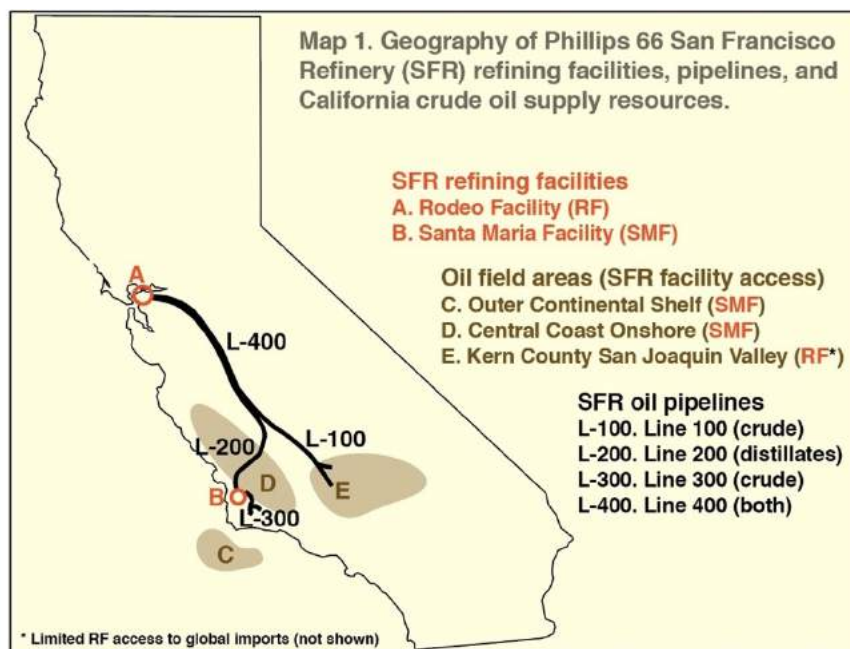 Map 1. Geography of Phillips 66 San Francisco
Refinery (SFR) refining facilities, pipelines, and
California crude oil supply resources.
SFR refining facilities
A. Rodeo Facility (RF)
B. Santa Maria Facility (SMF)
Oil field areas (SFR facility access)
C. Outer Continental Shelf (SMF)
D. Central Coast Onshore (SMF)
E. Kern County San Joaquin Valley (RF*)
SFR oil pipelines
L-100. Line 100 (crude)
L-200. Line 200 (distillates)
L-300. Line 300 (crude)
L-400. Line 400 (both)
A
L-400
L-200
L-100
D
E
B
L-300
C
* Limited RF access to global imports (not shown)